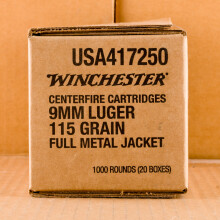 USA417250
WINCHESTER
CENTERFIRE CARTRIDGES
9MM LUGER
115 GRAIN
FULL METAL JACKET
1000 ROUNDS (20 BOXES)